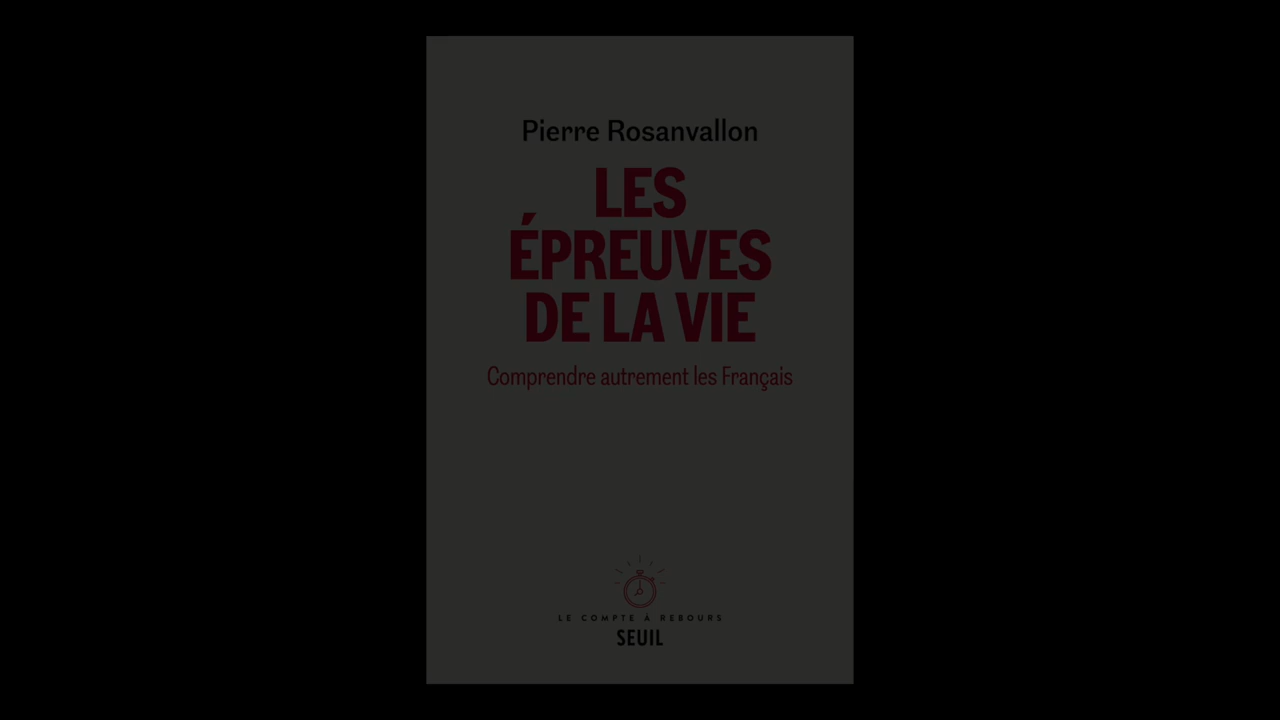 Pierre Rosanvallon
LES
ÉPREUVES
DE LA VIE
Comprendre autrement les Français
LE COMPTE À REBOURS
SEUIL